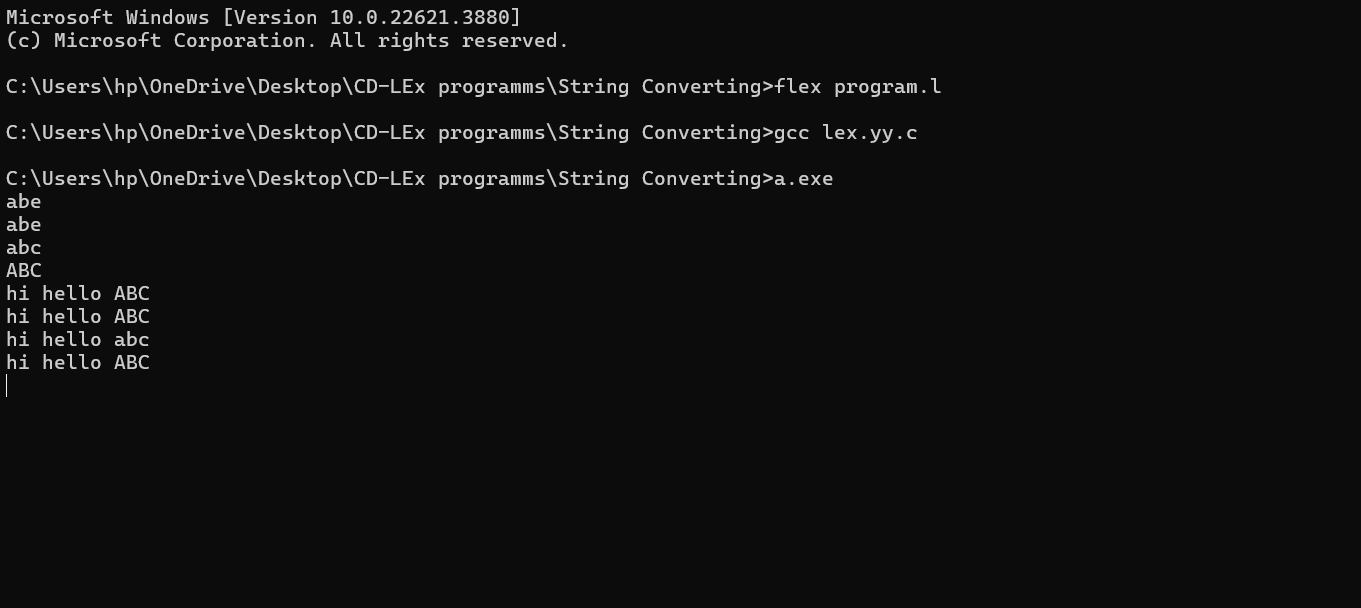 Microsoft Windows [Version 10.0.22621.3880]
(c) Microsoft Corporation. All rights reserved.
C:\Users\hp\OneDrive\Desktop\CD-LEx programms\String Converting>flex program.l
C:\Users\hp\OneDrive\Desktop\CD-LEx programms\String Converting>gcc lex.yy.c
C:\Users\hp\OneDrive\Desktop\CD-LEx programms\String Converting>a.exe
abe
abe
abc
ABC
hi hello ABC
hi hello ABC
hi hello abc
hi hello ABC